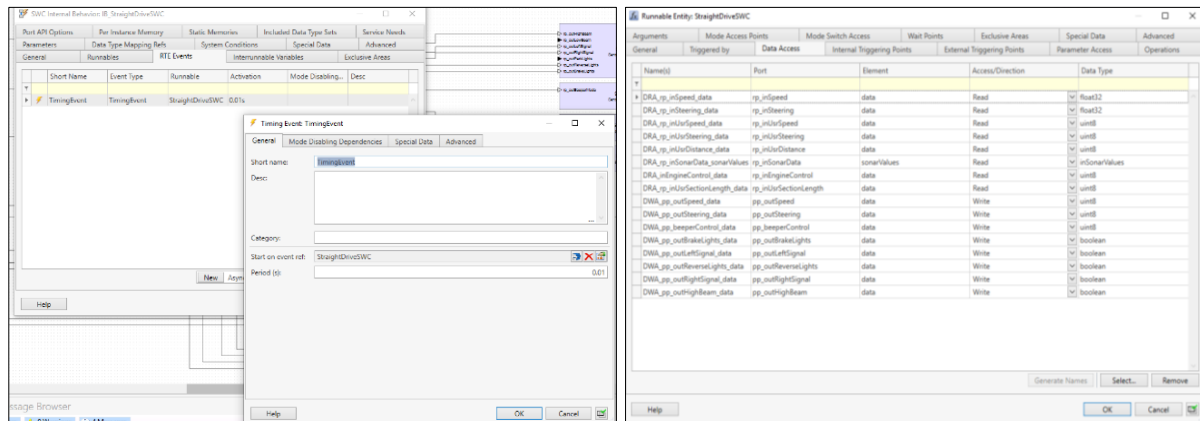 SWC Internal Behavior: IB_StraightDriveSWC
Port API Options Per Instance Memory Static Memories Included Data Type Sets Service Needs
Parameters Data Type Mapping Refs System Conditions Special Data Advanced
General Runnables RTE Events Interrunnable Variables Exclusive Areas
Short Name Event Type Runnable Activation Mode Disabling... Desc
TimingEvent TimingEvent StraightDriveSWC 0.01s
New Asyn
Help
Timing Event: TimingEvent
General Mode Disabling Dependencies Special Data Advanced
Short name: TimingEvent
Desc:
...
Category:
Start on event ref: StraightDriveSWC
Period (s): 0.01
Help OK Cancel
ssage Browser
Runnable Entity: StraightDriveSWC
Arguments Mode Access Points Mode Switch Access Wait Points Exclusive Areas Special Data Advanced
General Triggered by Data Access Internal Triggering Points External Triggering Points Parameter Access Operations
Name(s) Port Element Access/Direction Data Type
DRA_rp_inSpeed_data rp_inSpeed data Read float32
DRA_rp_inSteering_data rp_inSteering data Read float32
DRA_rp_inUsrSpeed_data rp_inUsrSpeed data Read uint8
DRA_rp_inUsrSteering_data rp_inUsrSteering data Read uint8
DRA_rp_inUsrDistance_data rp_inUsrDistance data Read uint8
DRA_rp_inSonarData_sonarValues rp_inSonarData sonarValues Read inSonarValues
DRA_inEngineControl_data rp_inEngineControl data Read uint8
DRA_rp_inUsrSectionLength_data rp_inUsrSectionLength data Read uint8
DWA_pp_outSpeed_data pp_outSpeed data Write uint8
DWA_pp_outSteering_data pp_outSteering data Write uint8
DWA_pp_beeperControl_data pp_beeperControl data Write uint8
DWA_pp_outBrakeLights_data pp_outBrakeLights data Write boolean
DWA_pp_outLeftSignal_data pp_outLeftSignal data Write boolean
DWA_pp_outReverseLights_data pp_outReverseLights data Write boolean
DWA_pp_outRightSignal_data pp_outRightSignal data Write boolean
DWA_pp_outHighBeam_data pp_outHighBeam data Write boolean
Generate Names Select... Remove
Help OK Cancel